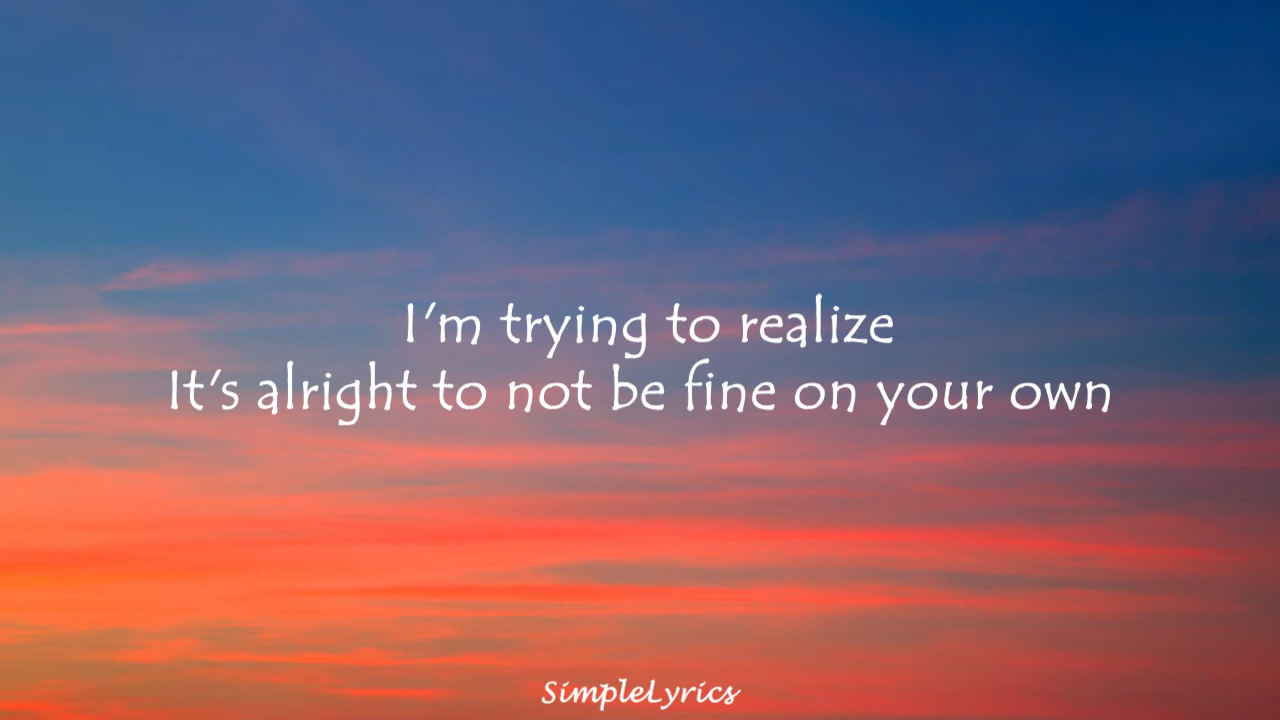 I'm trying to realize
It's alright to not be fine on your own
SimpleLyrics